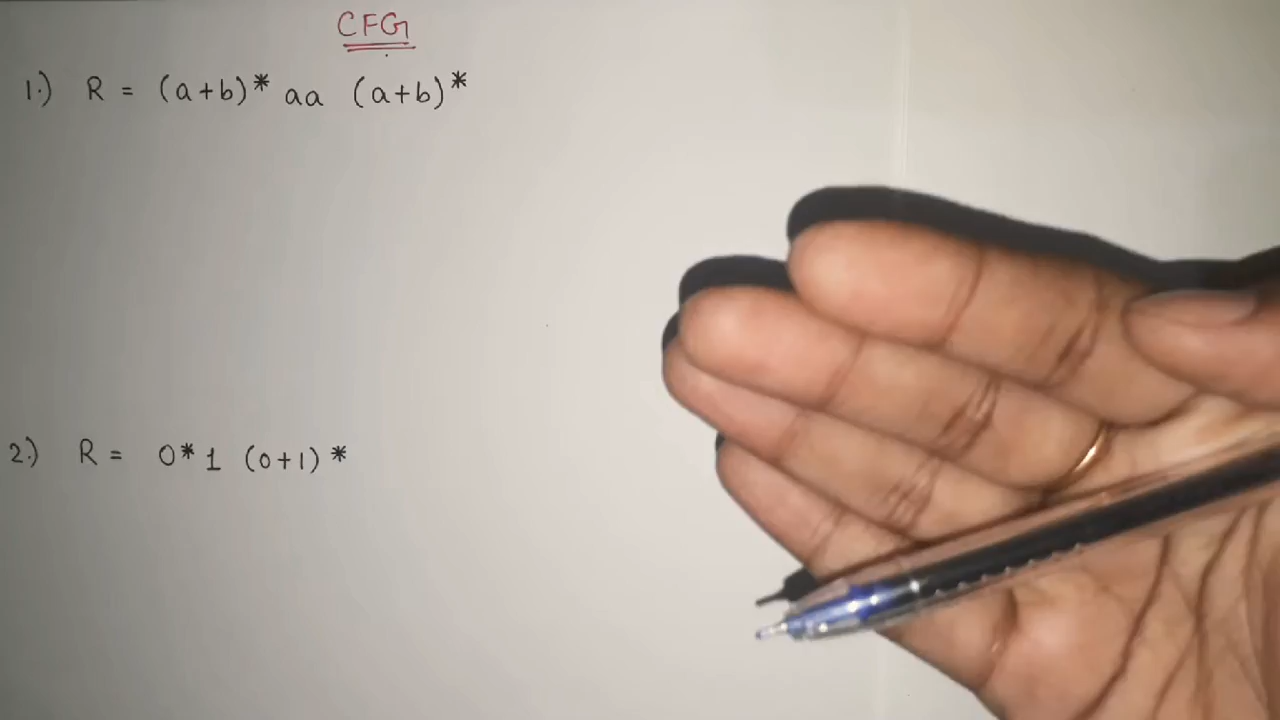 CFG
1.) R = (a+b)* aa (a+b)*
2.) R = 0*1 (0+1)*